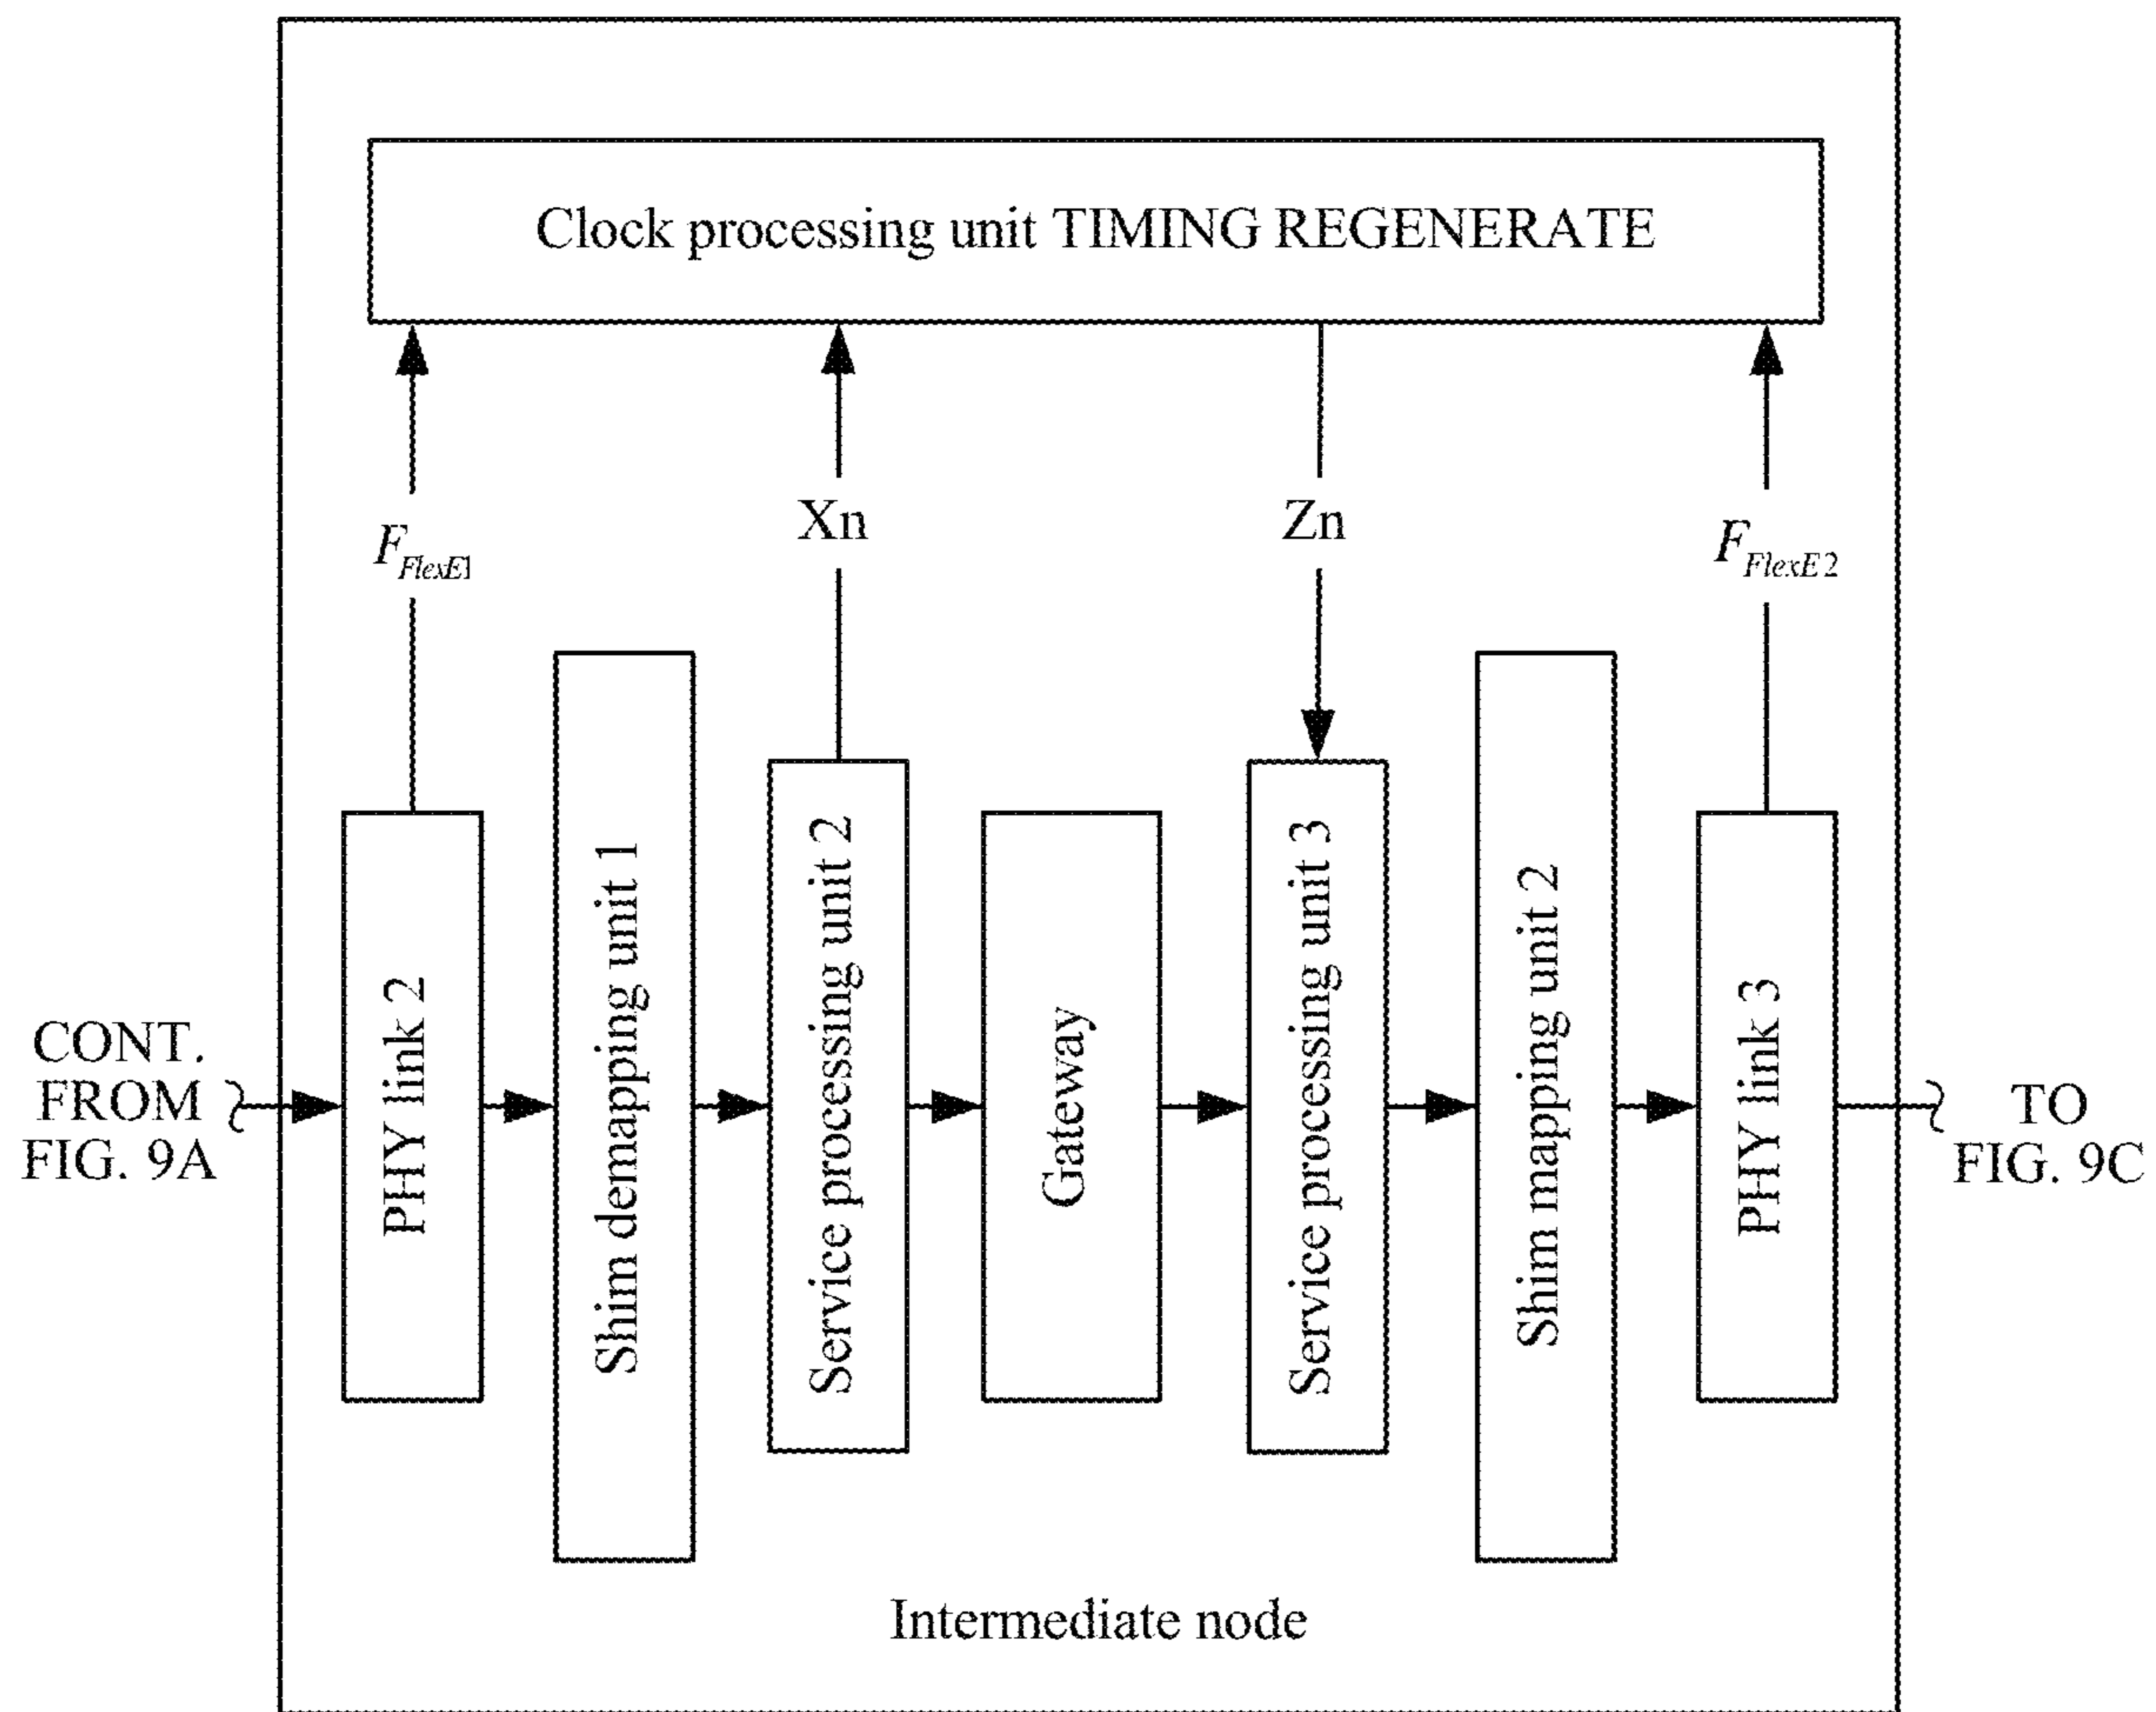 Clock processing unit TIMING REGENERATE
F FlexE1
Xn
Zn
F FlexE2
CONT.
FROM
FIG. 9A
PHY link 2
Shim demapping unit 1
Service processing unit 2
Gateway
Service processing unit 3
Shim mapping unit 2
PHY link 3
TO
FIG. 9C
Intermediate node